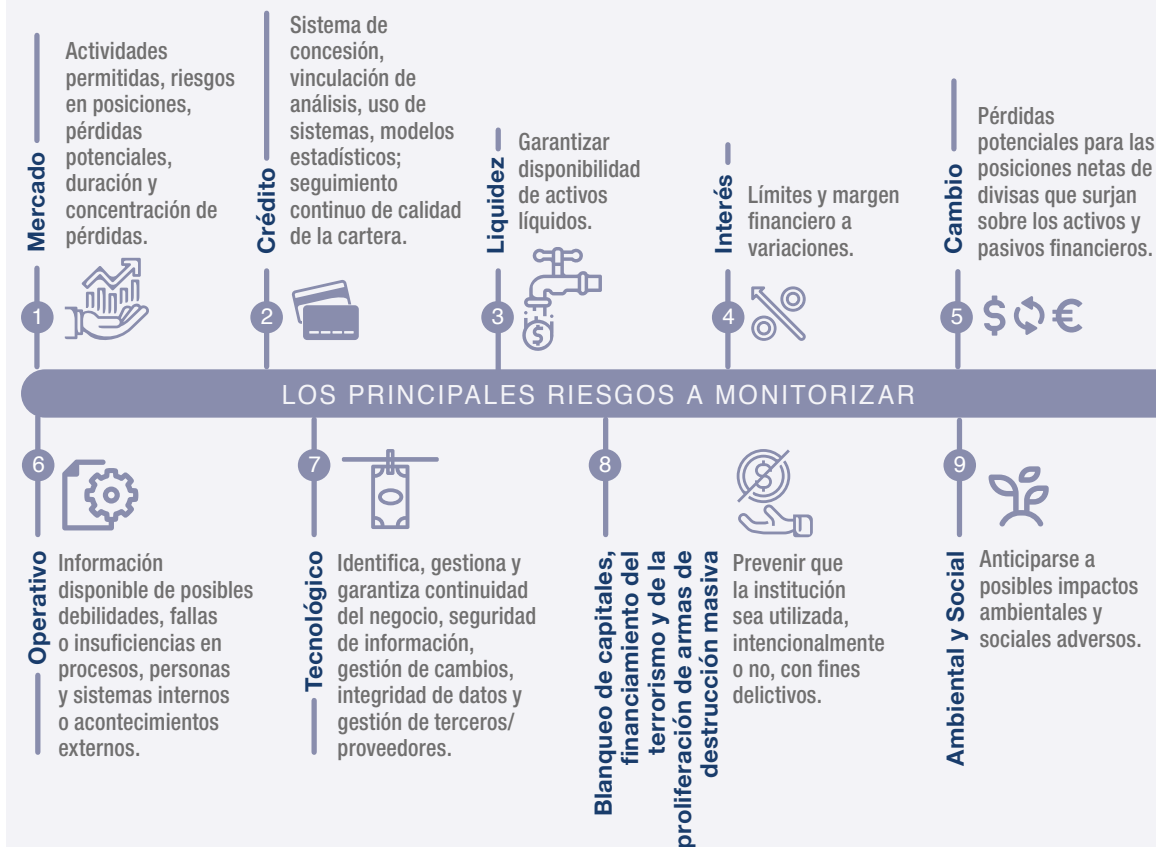 Mercado
Actividades
permitidas, riesgos
en posiciones,
pérdidas
potenciales,
duración y
concentración de
pérdidas.
1
Crédito
Sistema de
concesión,
vinculación de
análisis, uso de
sistemas, modelos
estadísticos;
seguimiento
continuo de calidad
de la cartera.
2
Liquidez
Garantizar
disponibilidad
de activos
líquidos.
3
$
Interés
Límites y margen
financiero a
variaciones.
4
Cambio
Pérdidas
potenciales para las
posiciones netas de
divisas que surjan
sobre los activos y
pasivos financieros.
5
$ €
LOS PRINCIPALES RIESGOS A MONITORIZAR
6
Operativo
Información
disponible de posibles
debilidades, fallas
o insuficiencias en
procesos, personas
y sistemas internos
o acontecimientos
externos.
7
Tecnológico
Identifica, gestiona y
garantiza continuidad
del negocio, seguridad
de información,
gestión de cambios,
integridad de datos y
gestión de terceros/
proveedores.
8
$
Blanqueo de capitales,
financiamiento del
terrorismo y de la
proliferación de armas de
destrucción masiva
Prevenir que
la institución
sea utilizada,
intencionalmente
o no, con fines
delictivos.
9
Ambiental y Social
Anticiparse a
posibles impactos
ambientales y
sociales adversos.